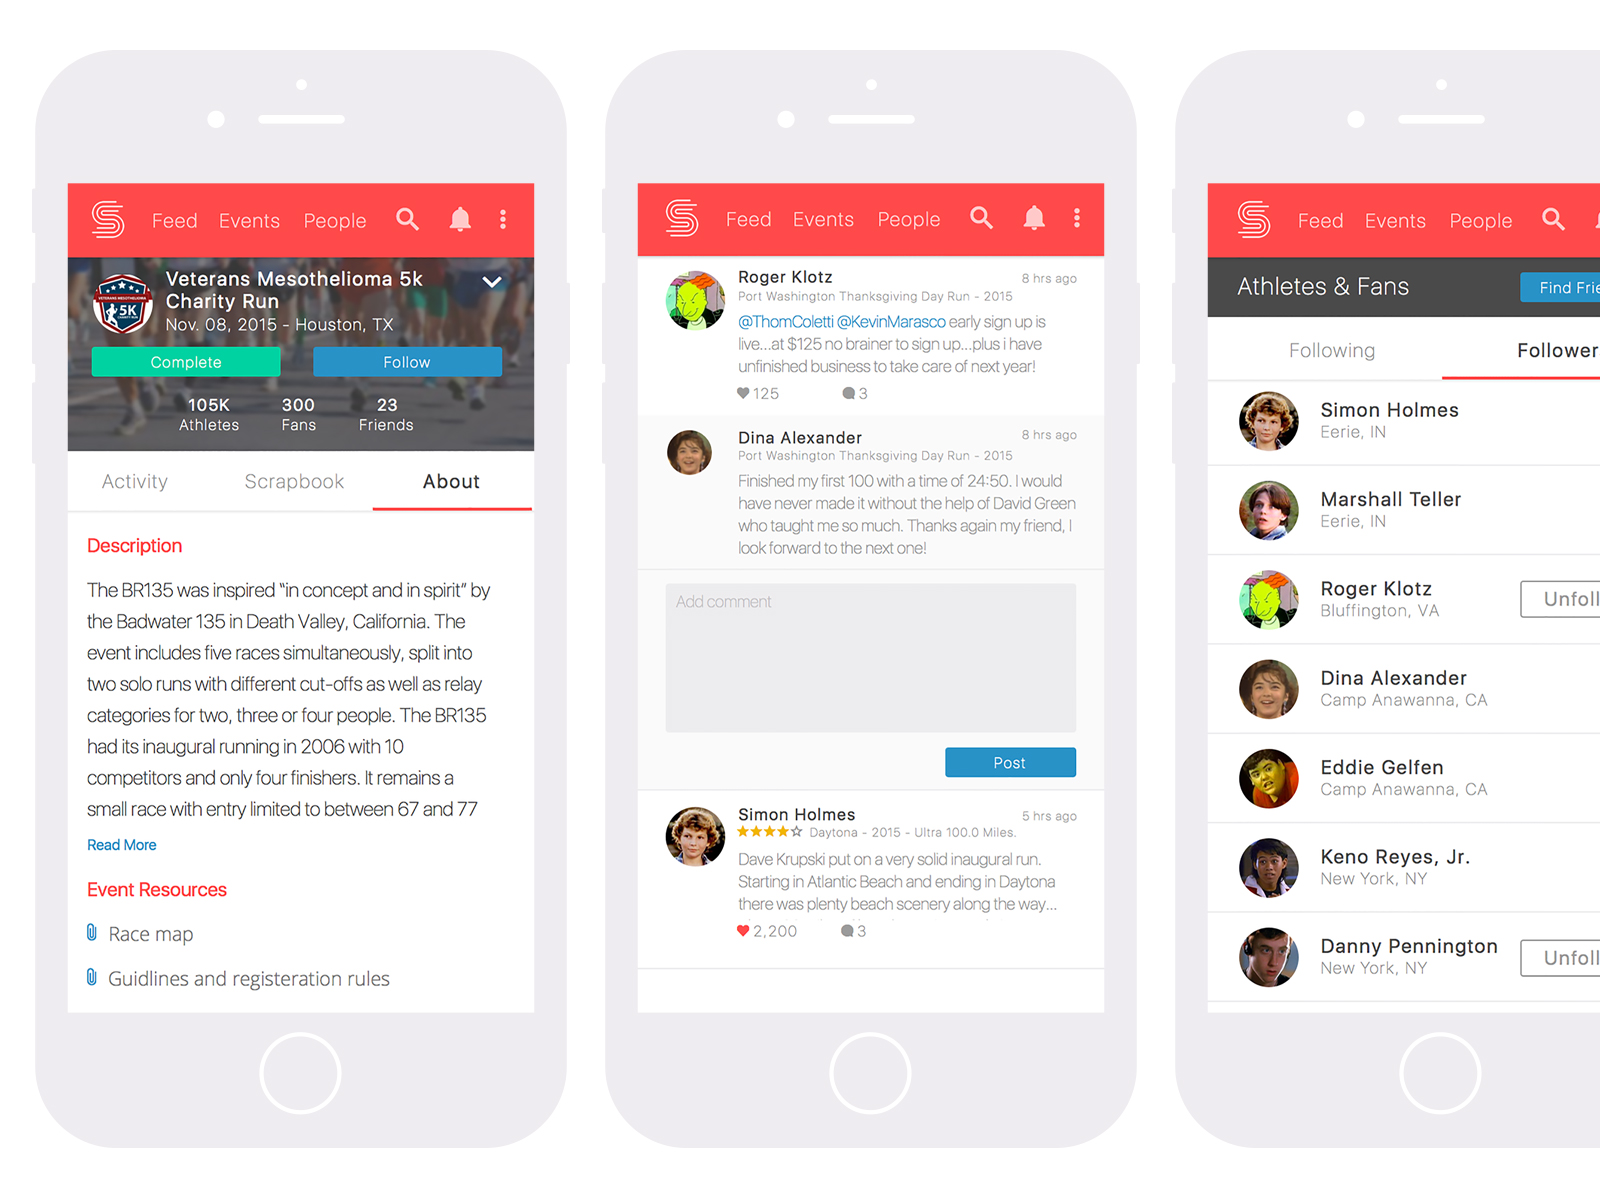 Feed Events People
Veterans Mesothelioma 5k
Charity Run
Nov. 08, 2015 - Houston, TX
VETERANS MESOTHELIOMA
5K
CHARITY RUN
Complete Follow
105K 300 23
Athletes Fans Friends
Activity Scrapbook About
Description
The BR135 was inspired “in concept and in spirit” by
the Badwater 135 in Death Valley, California. The
event includes five races simultaneously, split into
two solo runs with different cut-offs as well as relay
categories for two, three or four people. The BR135
had its inaugural running in 2006 with 10
competitors and only four finishers. It remains a
small race with entry limited to between 67 and 77
Read More
Event Resources
Race map
Guidlines and registeration rules
Feed Events People
Roger Klotz 8 hrs ago
Port Washington Thanksgiving Day Run - 2015
@ThomColetti @KevinMarasco early sign up is
live...at $125 no brainer to sign up...plus i have
unfinished business to take care of next year!
125 3
Dina Alexander 8 hrs ago
Port Washington Thanksgiving Day Run - 2015
Finished my first 100 with a time of 24:50. I would
have never made it without the help of David Green
who taught me so much. Thanks again my friend, I
look forward to the next one!
Add comment
Post
Simon Holmes 5 hrs ago
Daytona - 2015 - Ultra 100.0 Miles.
Dave Krupski put on a very solid inaugural run.
Starting in Atlantic Beach and ending in Daytona
there was plenty beach scenery along the way...
2,200 3
Feed Events People
Athletes & Fans Find Frie
Following Follower
Simon Holmes
Eerie, IN
Marshall Teller
Eerie, IN
Roger Klotz
Bluffington, VA
Unfoll
Dina Alexander
Camp Anawanna, CA
Eddie Gelfen
Camp Anawanna, CA
Keno Reyes, Jr.
New York, NY
Danny Pennington
New York, NY
Unfoll